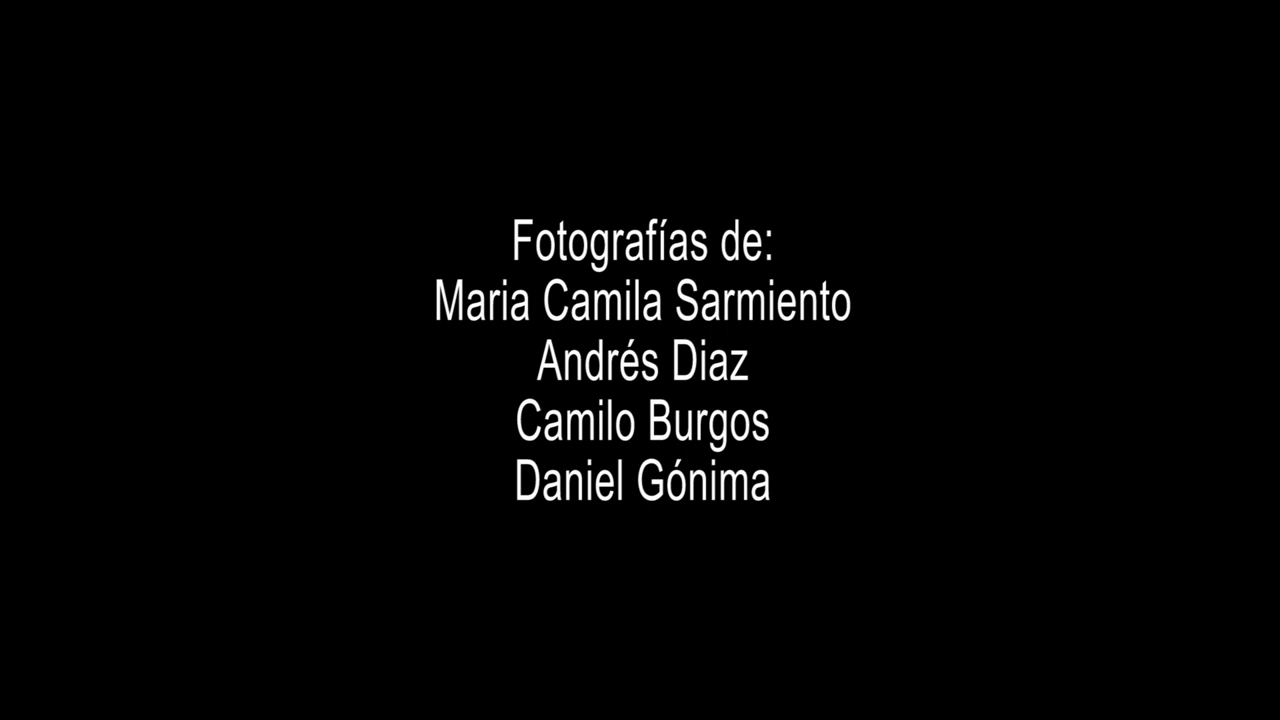 Fotografías de:
Maria Camila Sarmiento
Andrés Diaz
Camilo Burgos
Daniel Gónima